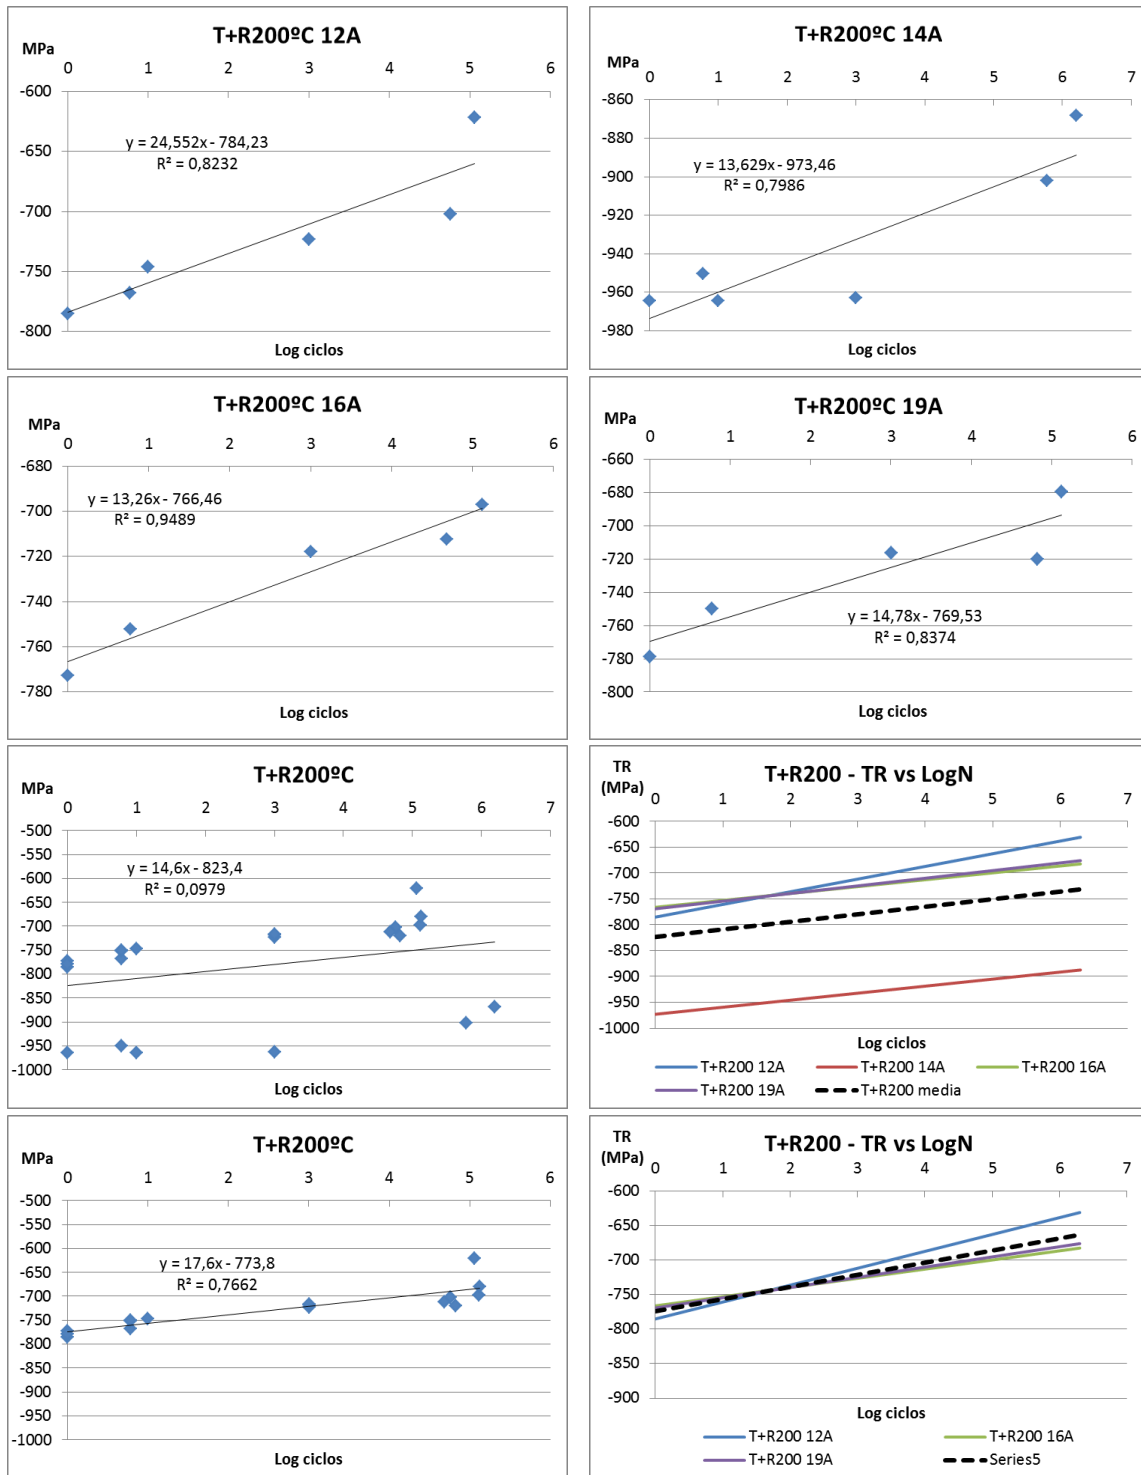 T+R200ºC 12A
MPa
0 1 2 3 4 5 6
-600
-650
-700
-750
-800
y = 24,552x - 784,23
R² = 0,8232
Log ciclos
T+R200ºC 14A
MPa
0 1 2 3 4 5 6 7
-860
-880
-900
-920
-940
-960
-980
y = 13,629x - 973,46
R² = 0,7986
Log ciclos
T+R200ºC 16A
MPa
0 1 2 3 4 5 6
-680
-700
-720
-740
-760
-780
y = 13,26x - 766,46
R² = 0,9489
Log ciclos
T+R200ºC 19A
MPa
0 1 2 3 4 5 6
-660
-680
-700
-720
-740
-760
-780
-800
y = 14,78x - 769,53
R² = 0,8374
Log ciclos
T+R200ºC
MPa
0 1 2 3 4 5 6 7
-500
-550
-600
-650
-700
-750
-800
-850
-900
-950
-1000
y = 14,6x - 823,4
R² = 0,0979
Log ciclos
T+R200 - TR vs LogN
TR
(MPa)
0 1 2 3 4 5 6 7
-600
-650
-700
-750
-800
-850
-900
-950
-1000
Log ciclos
T+R200 12A T+R200 14A T+R200 16A
T+R200 19A T+R200 media
T+R200ºC
MPa
0 1 2 3 4 5 6
-500
-550
-600
-650
-700
-750
-800
-850
-900
-950
-1000
y = 17,6x - 773,8
R² = 0,7662
Log ciclos
T+R200 - TR vs LogN
TR
(MPa)
0 1 2 3 4 5 6 7
-600
-650
-700
-750
-800
-850
-900
Log ciclos
T+R200 12A T+R200 16A
T+R200 19A Series5